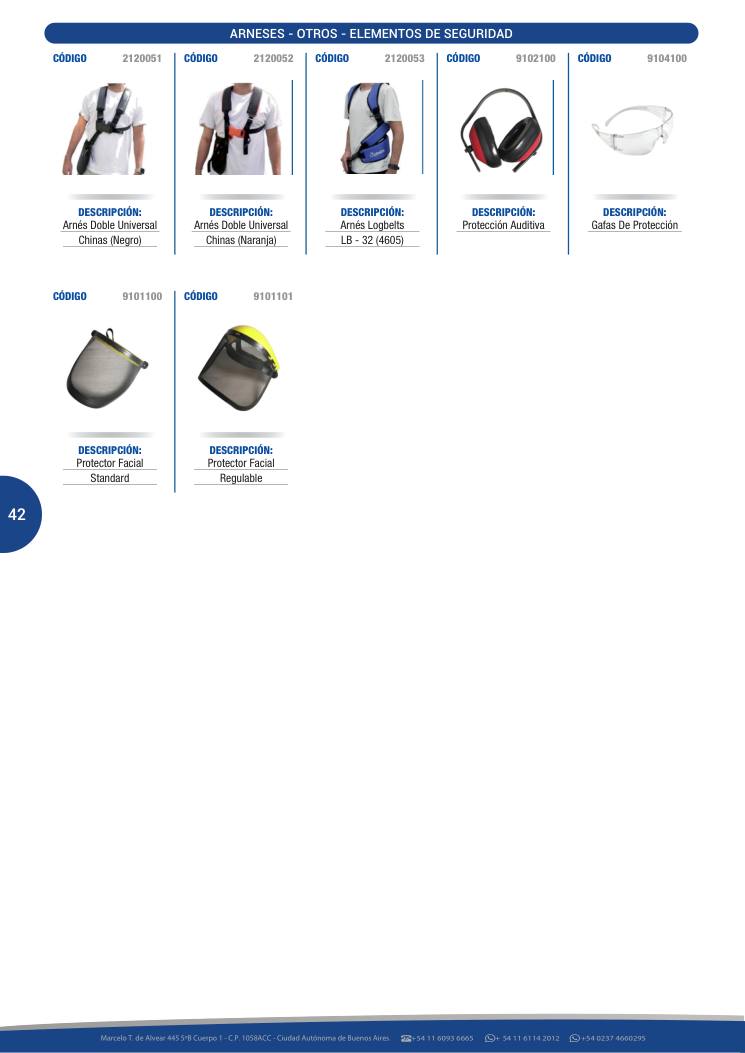 ARNESES - OTROS - ELEMENTOS DE SEGURIDAD
CÓDIGO 2120051
DESCRIPCIÓN:
Arnés Doble Universal
Chinas (Negro)
CÓDIGO 2120052
DESCRIPCIÓN:
Arnés Doble Universal
Chinas (Naranja)
CÓDIGO 2120053
DESCRIPCIÓN:
Arnés Logbelts
LB - 32 (4605)
CÓDIGO 9102100
DESCRIPCIÓN:
Protección Auditiva
CÓDIGO 9104100
DESCRIPCIÓN:
Gafas De Protección
CÓDIGO 9101100
DESCRIPCIÓN:
Protector Facial
Standard
CÓDIGO 9101101
DESCRIPCIÓN:
Protector Facial
Regulable
42
Marcelo T. de Alvear 445 5ºB Cuerpo 1 - C.P. 1058ACC - Ciudad Autónoma de Buenos Aires. +54 11 6093 6665 + 54 11 6114 2012 +54 0237 4660295